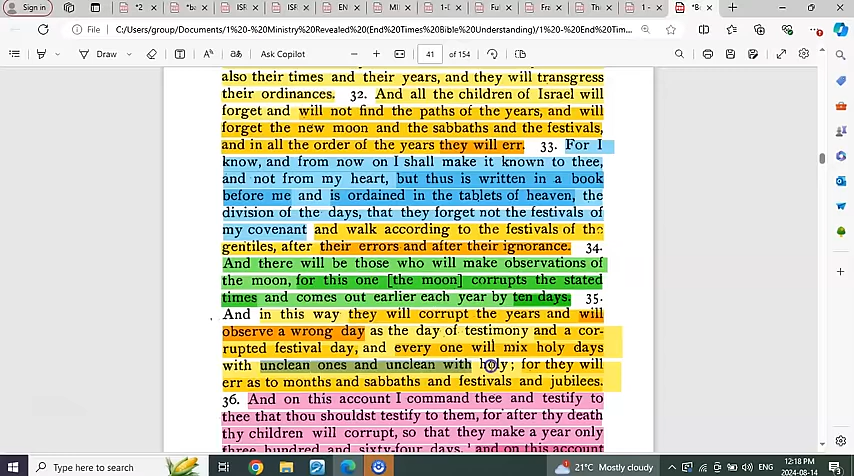 Sign in
*2
*ba
ISF
ISF
EN
MI
1-I
Ful
Fra
Th
1 -
*B
File
C:/Users/group/Documents/1%20-%20Ministry%20Revealed%20(End%20Times%20Bible%20Understanding)/1%20End%20Tim...
Draw
Ask Copilot
41 of 154
also their times and their years, and they will transgress
their ordinances. 32. And all the children of Israel will
forget and will not find the paths of the years, and will
forget the new moon and the sabbaths and the festivals,
and in all the order of the years they will err. 33. For I
know, and from now on I shall make it known to thee,
and not from my heart, but thus is written in a book
before me and is ordained in the tablets of heaven, the
division of the days, that they forget not the festivals of
my covenant and walk according to the festivals of the
gentiles, after their errors and after their ignorance. 34.
And there will be those who will make observations of
the moon, for this one [the moon] corrupts the stated
times and comes out earlier each year by ten days. 35.
And in this way they will corrupt the years and will
observe a wrong day as the day of testimony and a cor-
rupted festival day, and every one will mix holy days
with unclean ones and unclean with holy; for they will
err as to months and sabbaths and festivals and jubilees.
36. And on this account I command thee and testify to
thee that thou shouldst testify to them, for after thy death
thy children will corrupt, so that they make a year only
three hundred and sixty-four days, and on this account
Type here to search
21°C Mostly cloudy
ENG
12:18 PM
2024-08-14